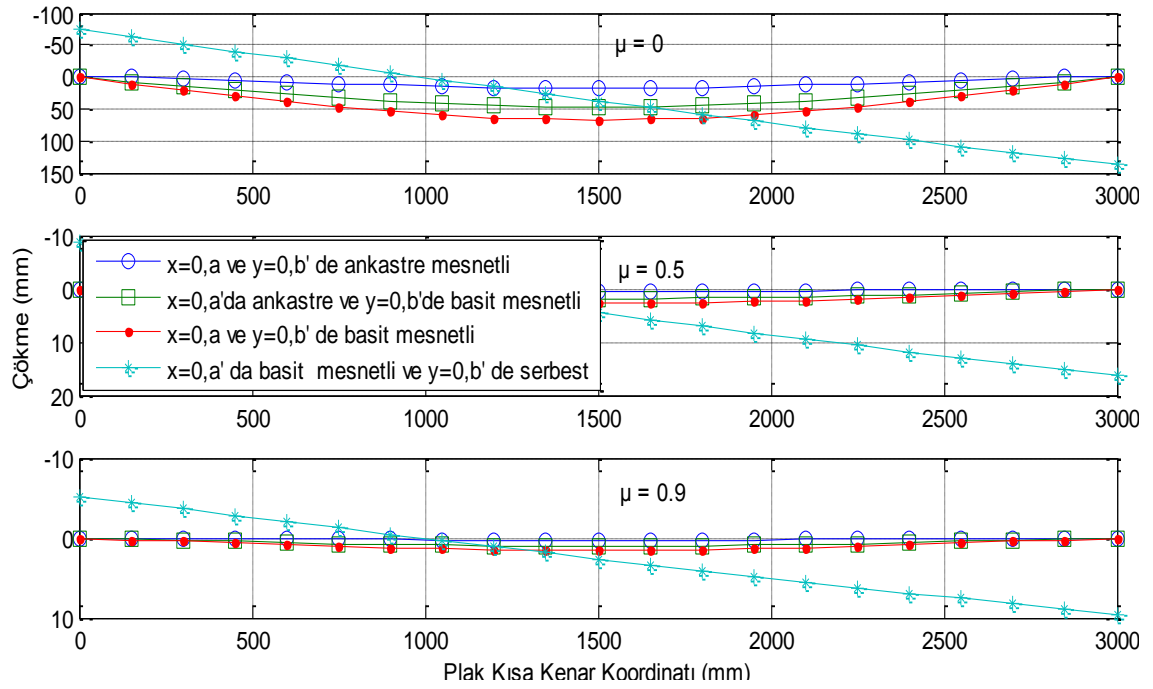 -100
-50
0
50
100
150
µ = 0
0 500 1000 1500 2000 2500 3000
-10
0
10
20
µ = 0.5
x=0,a ve y=0,b' de ankastre mesnetli
x=0,a'da ankastre ve y=0,b'de basit mesnetli
x=0,a ve y=0,b' de basit mesnetli
x=0,a' da basit mesnetli ve y=0,b' de serbest
Çökme (mm)
0 500 1000 1500 2000 2500 3000
-10
0
10
µ = 0.9
0 500 1000 1500 2000 2500 3000
Plak Kısa Kenar Koordinatı (mm)